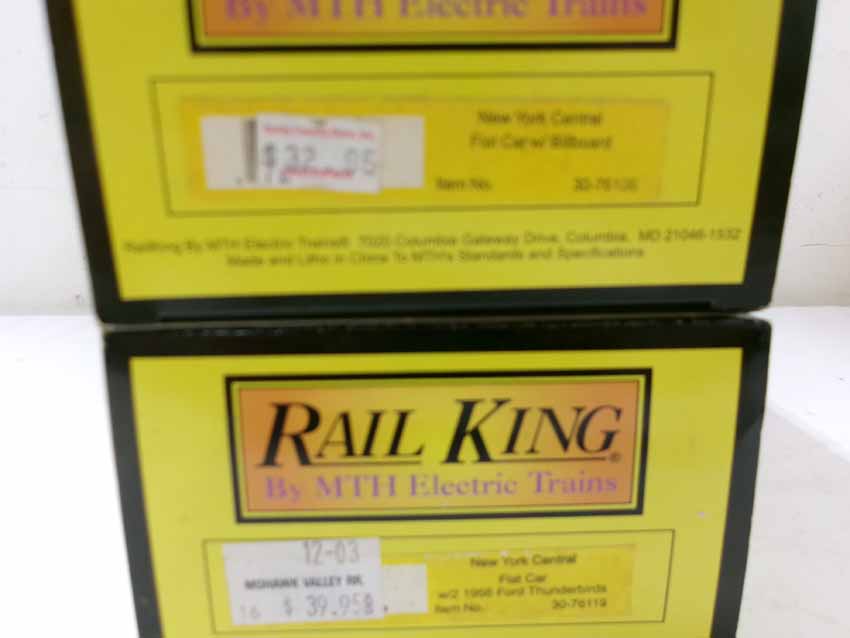 By MTH Electric Trains
$32.95
New York Central
Flat Car w/ Billboard
Item No. 30-76106
RailKing By MTH Electric Trains® 7020 Columbia Gateway Drive, Columbia, MD 21046-1532
Made and Litho in China To MTH's Standards and Specifications
RAIL KING®
By MTH Electric Trains
12-03
MOHAWK VALLEY RR.
16 $ 39.95
New York Central
Flat Car
w/2 1956 Ford Thunderbirds
Item No. 30-76119